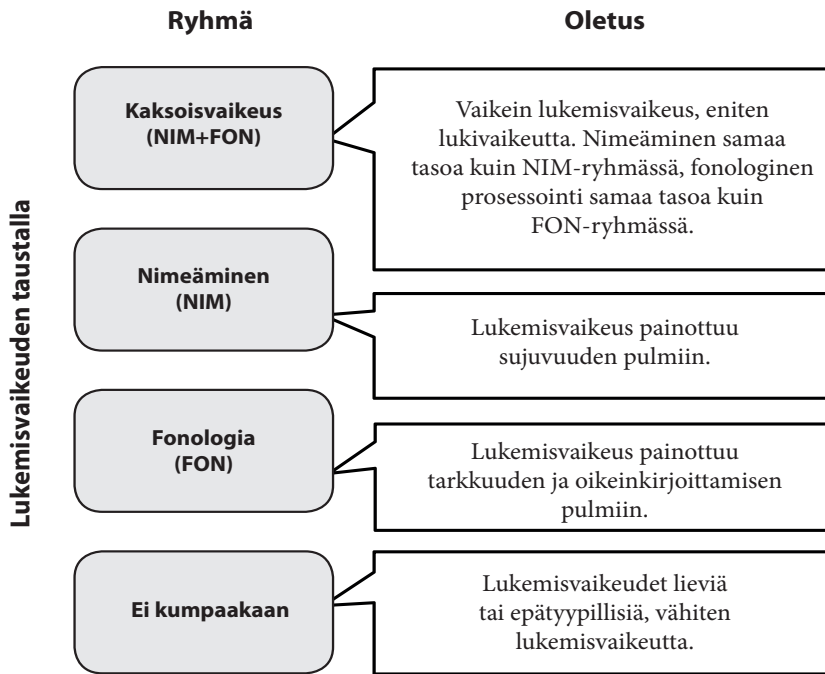 Ryhmä
Oletus
Lukemisvaikeuden taustalla
Kaksoisvaikeus
(NIM+FON)
Vaikein lukemisvaikeus, eniten
lukivaikeutta. Nimeäminen samaa
tasoa kuin NIM-ryhmässä, fonologinen
prosessointi samaa tasoa kuin
FON-ryhmässä.
Nimeäminen
(NIM)
Lukemisvaikeus painottuu
sujuvuuden pulmiin.
Fonologia
(FON)
Lukemisvaikeus painottuu
tarkkuuden ja oikeinkirjoittamisen
pulmiin.
Ei kumpaakaan
Lukemisvaikeudet lieviä
tai epätyypillisiä, vähiten
lukemisvaikeutta.